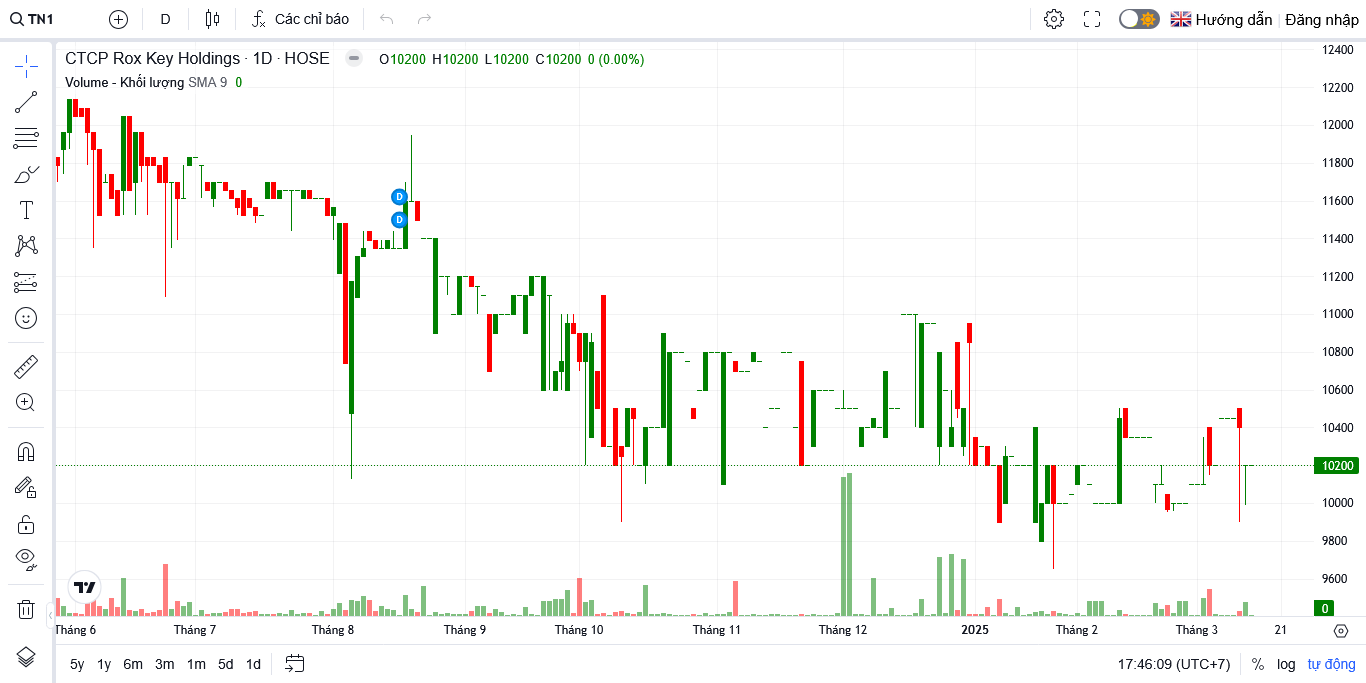 TN1 D Các chỉ báo Hướng dẫn Đăng nhập
CTCP Rox Key Holdings · 1D · HOSE O10200 H10200 L10200 C10200 0 (0.00%)
Volume - Khối lượng SMA 9 0
D
D
12400
12200
12000
11800
11600
11400
11200
11000
10800
10600
10400
10200
10000
9800
9600
0
Tháng 6 Tháng 7 Tháng 8 Tháng 9 Tháng 10 Tháng 11 Tháng 12 2025 Tháng 2 Tháng 3 21
5y 1y 6m 3m 1m 5d 1d 17:46:09 (UTC+7) % log tự động